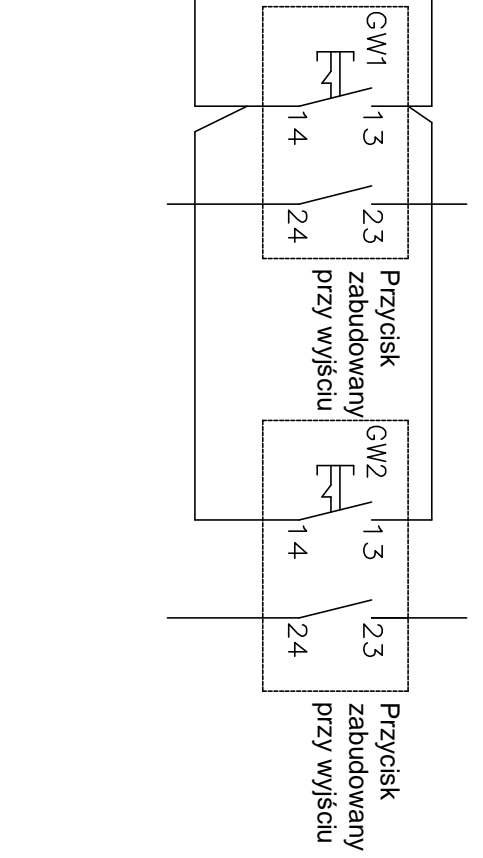 GW1
13
14
23
24
Przycisk
zabudowany
przy wyjściu
GW2
13
14
23
24
Przycisk
zabudowany
przy wyjściu